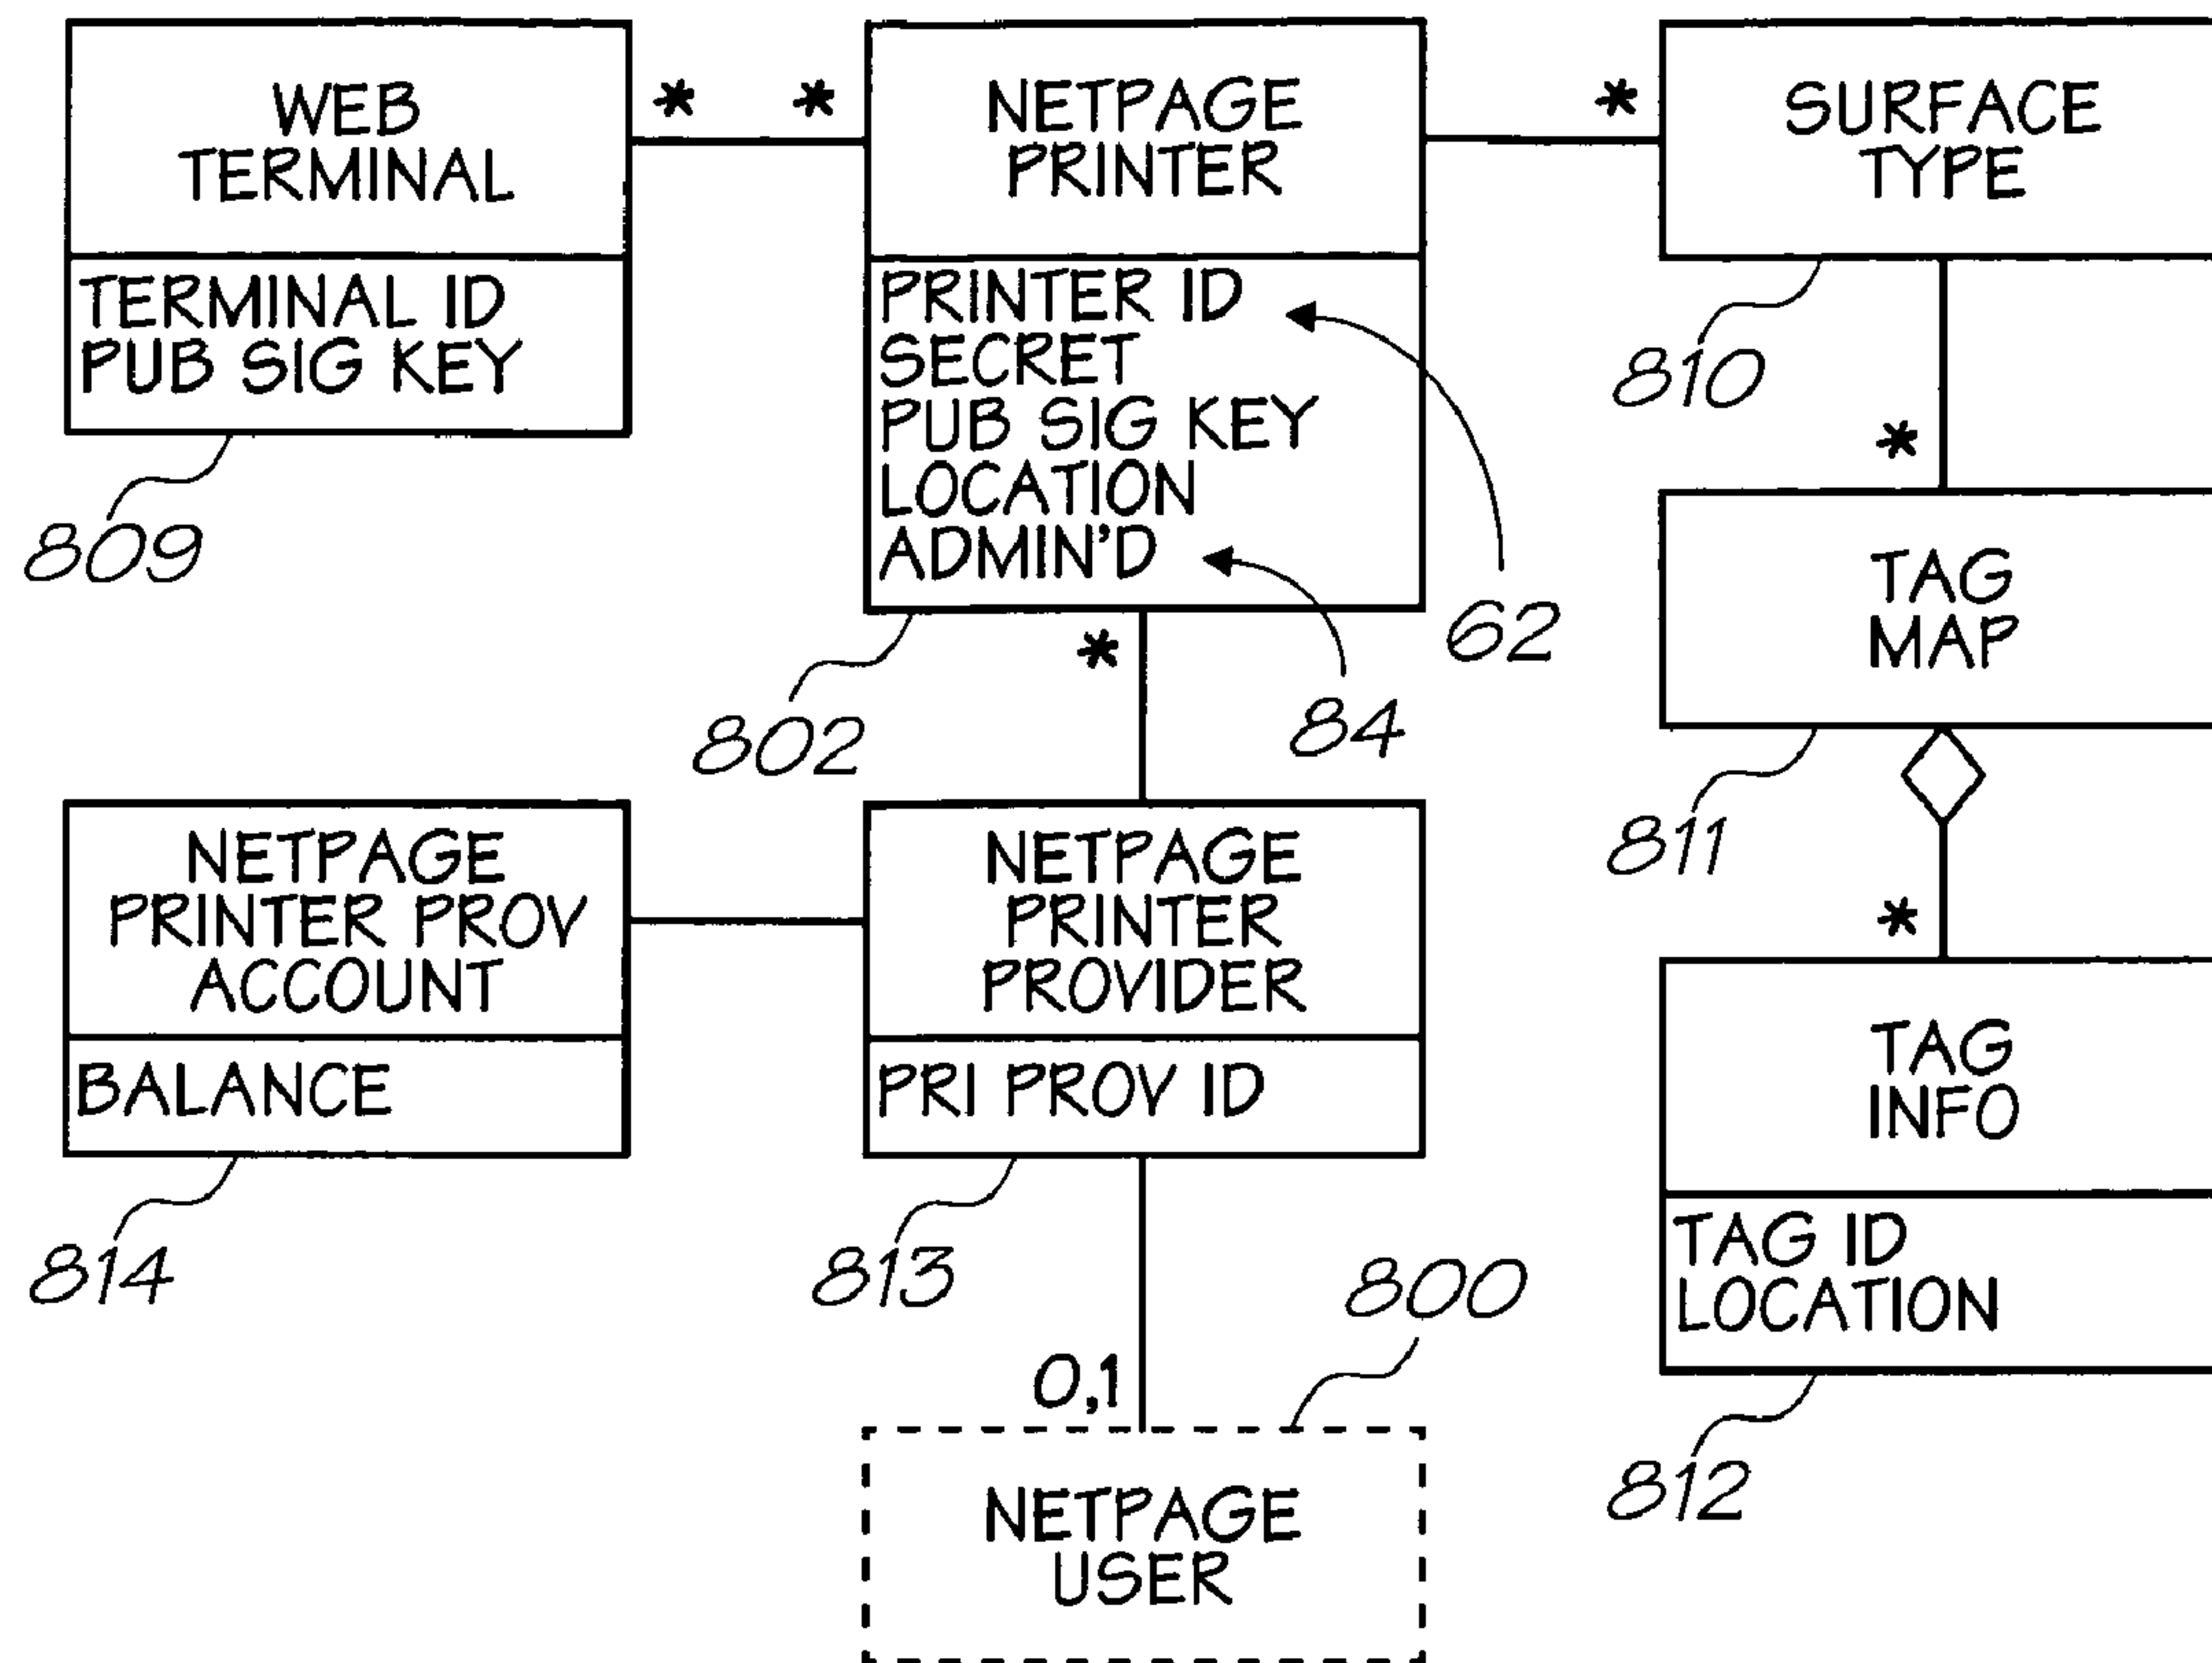 WEB
TERMINAL
TERMINAL ID
PUB SIG KEY
809
*
*
NETPAGE
PRINTER
PRINTER ID
SECRET
PUB SIG KEY
LOCATION
ADMIN'D
62
84
802
*
*
SURFACE
TYPE
810
*
TAG
MAP
811
*
TAG
INFO
TAG ID
LOCATION
812
NETPAGE
PRINTER PROV
ACCOUNT
BALANCE
814
NETPAGE
PRINTER
PROVIDER
PRI PROV ID
813
800
0,1
NETPAGE
USER